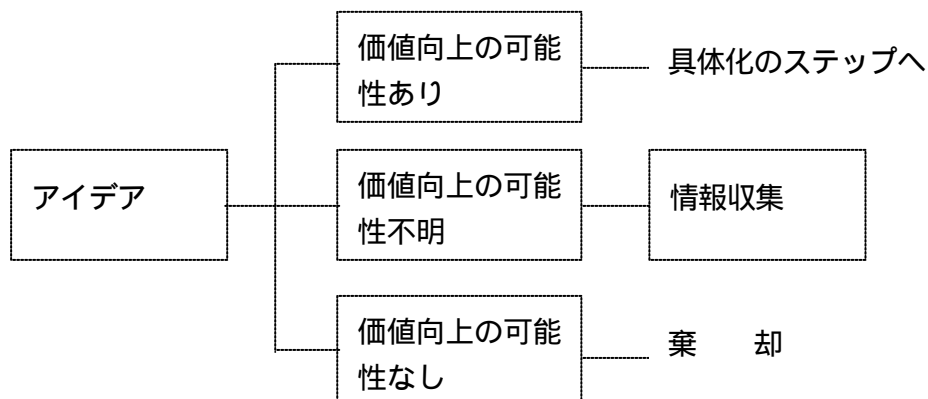 価値向上の可能
性あり
具体化のステップへ
アイデア
価値向上の可能
性不明
情報収集
価値向上の可能
性なし
棄　却